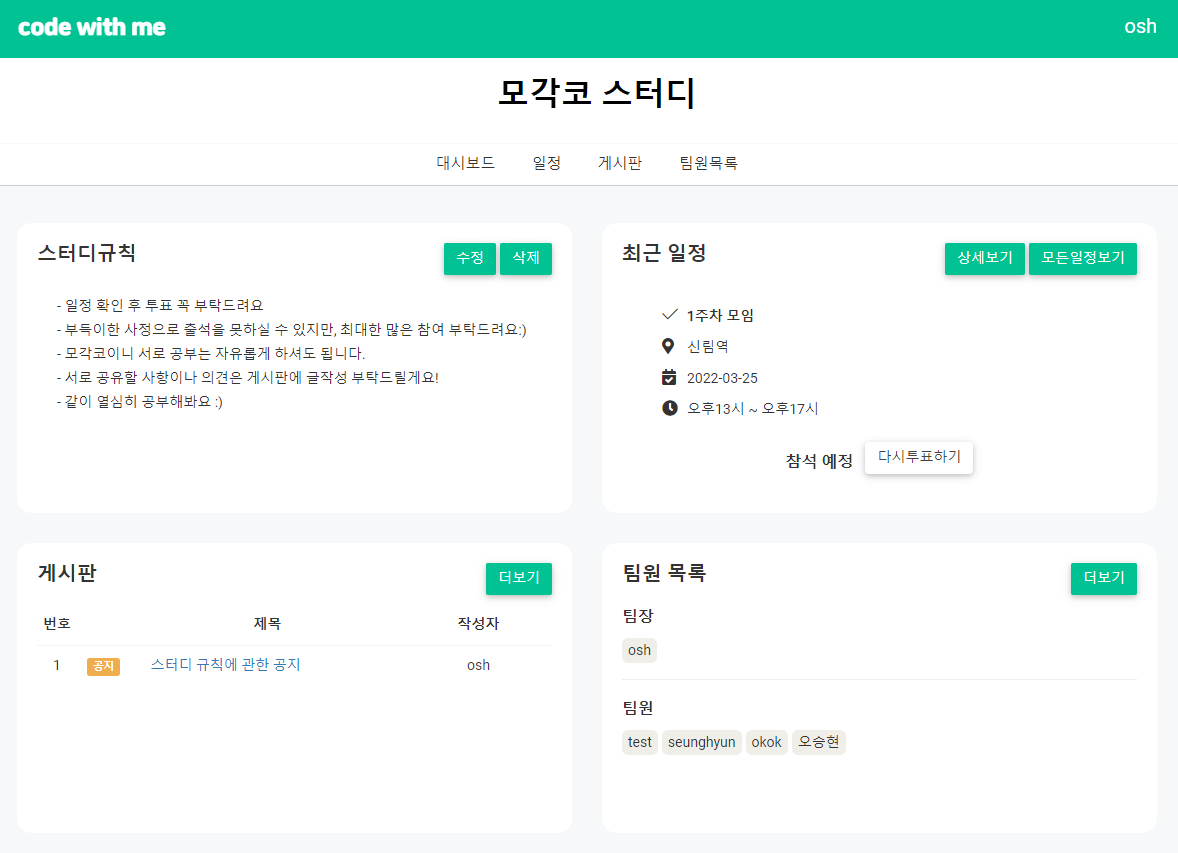 code with me
osh
모각코 스터디
대시보드 일정 게시판 팀원목록
스터디규칙
수정 삭제
- 일정 확인 후 투표 꼭 부탁드려요
- 부득이한 사정으로 출석을 못하실 수 있지만, 최대한 많은 참여 부탁드려요:)
- 모각코이니 서로 공부는 자유롭게 하셔도 됩니다.
- 서로 공유할 사항이나 의견은 게시판에 글작성 부탁드릴게요!
- 같이 열심히 공부해봐요 :)
최근 일정
상세보기 모든일정보기
1주차 모임
신림역
2022-03-25
오후13시 ~ 오후17시
참석 예정 다시투표하기
게시판
더보기
번호 제목 작성자
1 공지 스터디 규칙에 관한 공지 osh
팀원 목록
더보기
팀장
osh
팀원
test seunghyun okok 오승현